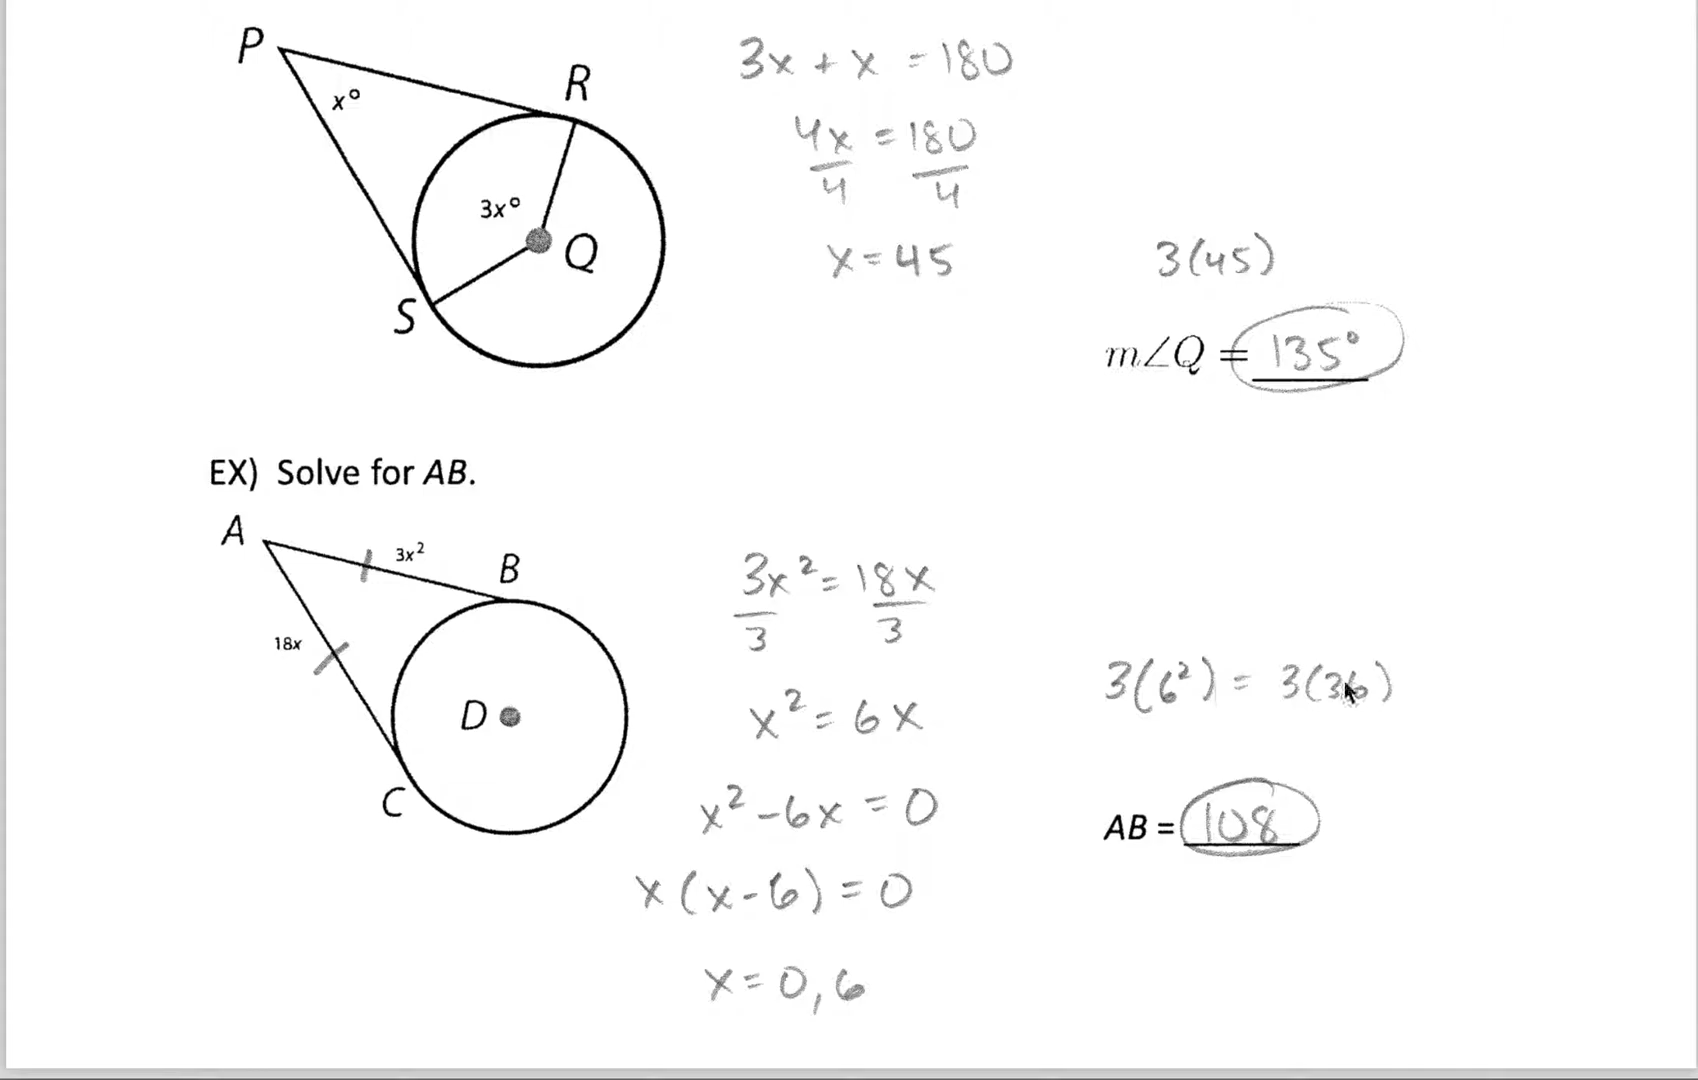 P
R
x°
3x°
Q
S
3x + x = 180
4x = 180
4 4
x = 45
3(45)
m∠Q = 135°
EX) Solve for AB.
A
3x²
B
18x
D
C
3x² = 18x
3 3
x² = 6x
x² - 6x = 0
x(x-6) = 0
x = 0, 6
3(6²) = 3(36)
AB = 108